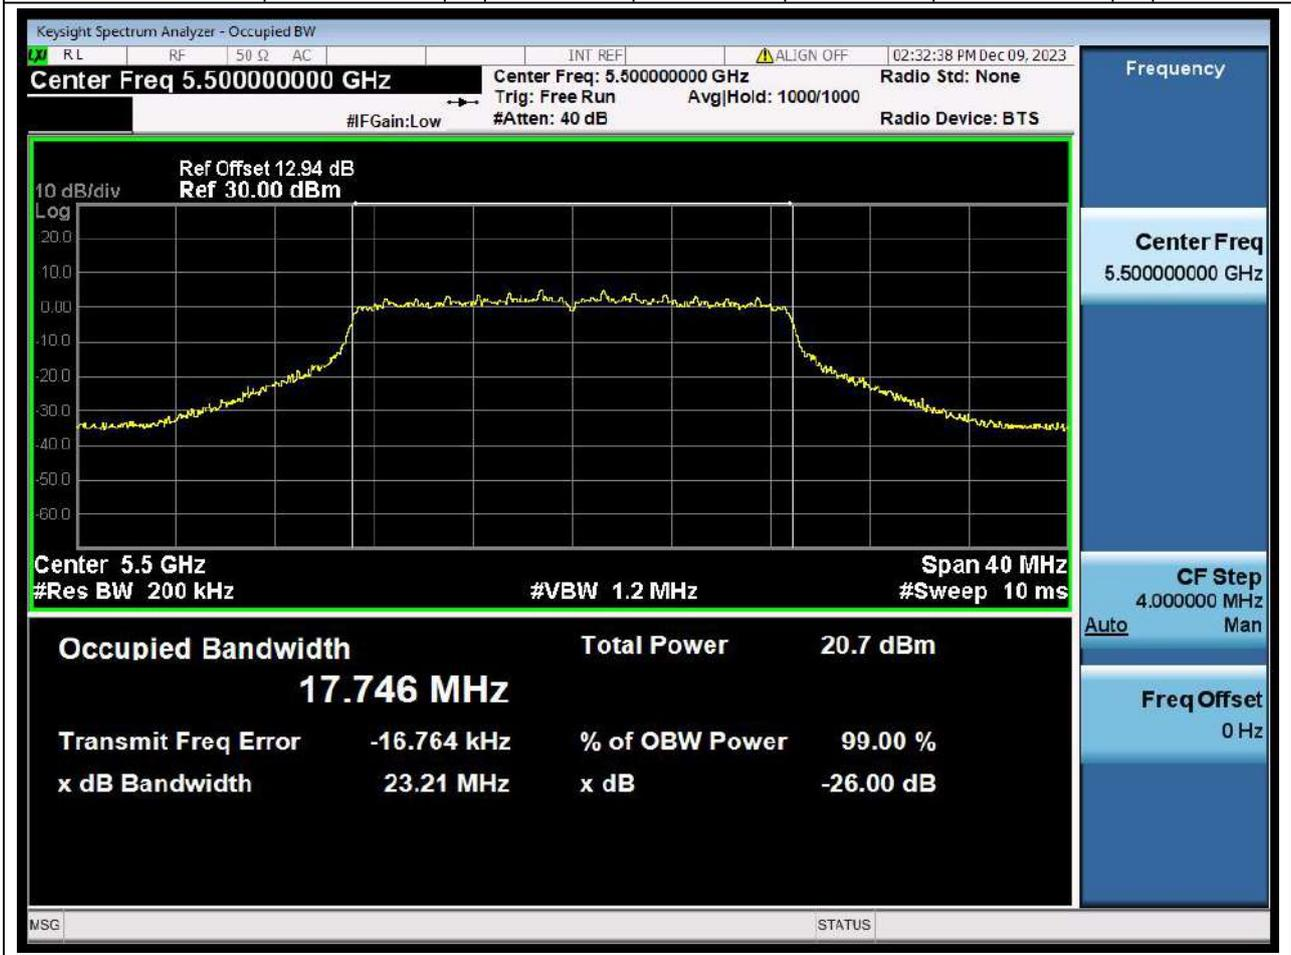 Keysight Spectrum Analyzer - Occupied BW
LXI RL RF 50 Ω AC INT REF ALIGN OFF 02:32:38 PM Dec 09, 2023
Center Freq 5.500000000 GHz
Center Freq: 5.500000000 GHz
Radio Std: None
Trig: Free Run Avg|Hold: 1000/1000
#IFGain:Low
#Atten: 40 dB
Radio Device: BTS
Ref Offset 12.94 dB
10 dB/div Ref 30.00 dBm
Log
20.0
10.0
0.00
-10.0
-20.0
-30.0
-40.0
-50.0
-60.0
Center 5.5 GHz Span 40 MHz
#Res BW 200 kHz #VBW 1.2 MHz #Sweep 10 ms
Occupied Bandwidth Total Power 20.7 dBm
17.746 MHz
Transmit Freq Error -16.764 kHz % of OBW Power 99.00 %
x dB Bandwidth 23.21 MHz x dB -26.00 dB
MSG STATUS
Frequency
Center Freq
5.500000000 GHz
CF Step
4.000000 MHz
Auto Man
Freq Offset
0 Hz